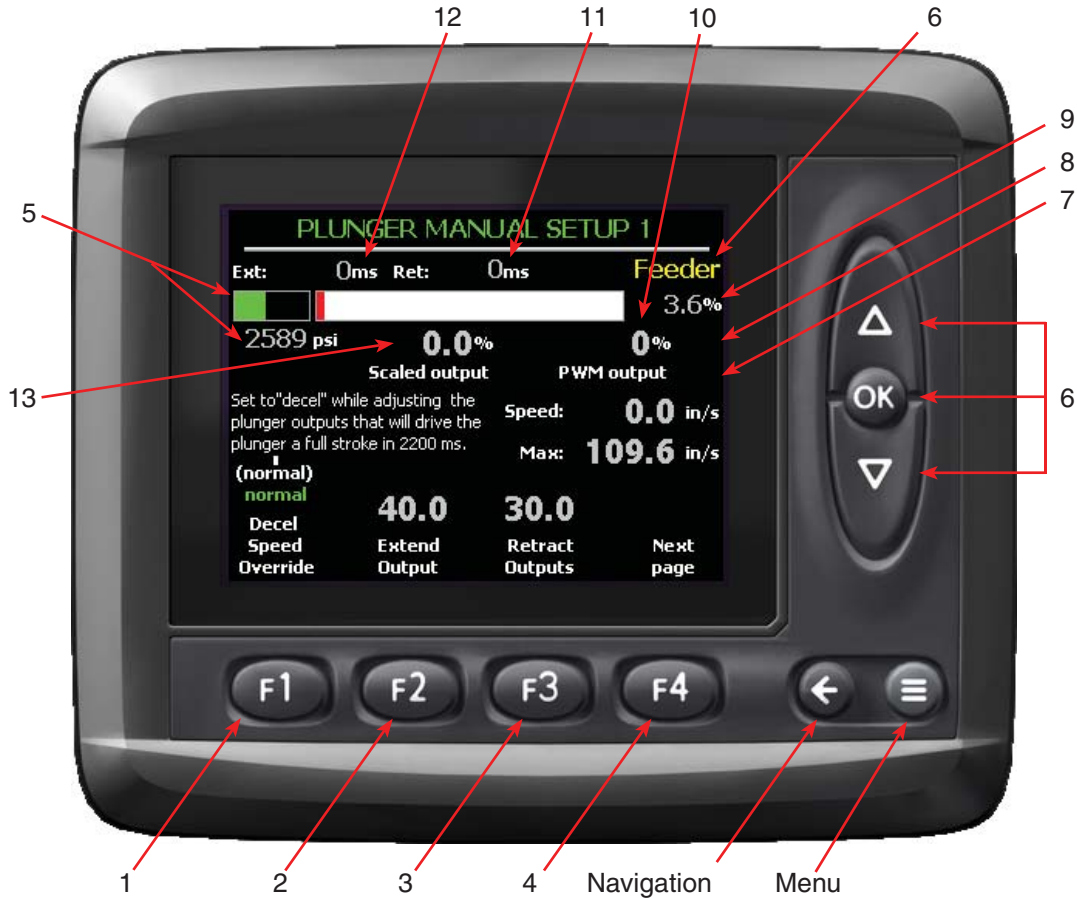 12 11 10 6
9
8
7
5
PLUNGER MANUAL SETUP 1
Ext: 0ms Ret: 0ms Feeder
3.6%
2589 psi 0.0% 0%
Scaled output PWM output
13
6
Set to"decel" while adjusting the
plunger outputs that will drive the
plunger a full stroke in 2200 ms.
Speed: 0.0 in/s
Max: 109.6 in/s
(normal)
normal
40.0 30.0
Decel
Speed Extend Retract Next
Override Output Outputs page
OK
F1 F2 F3 F4
1 2 3 4 Navigation Menu